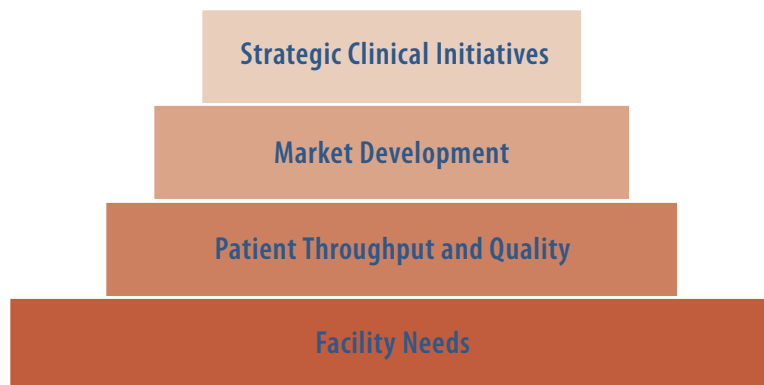 Strategic Clinical Initiatives
Market Development
Patient Throughput and Quality
Facility Needs